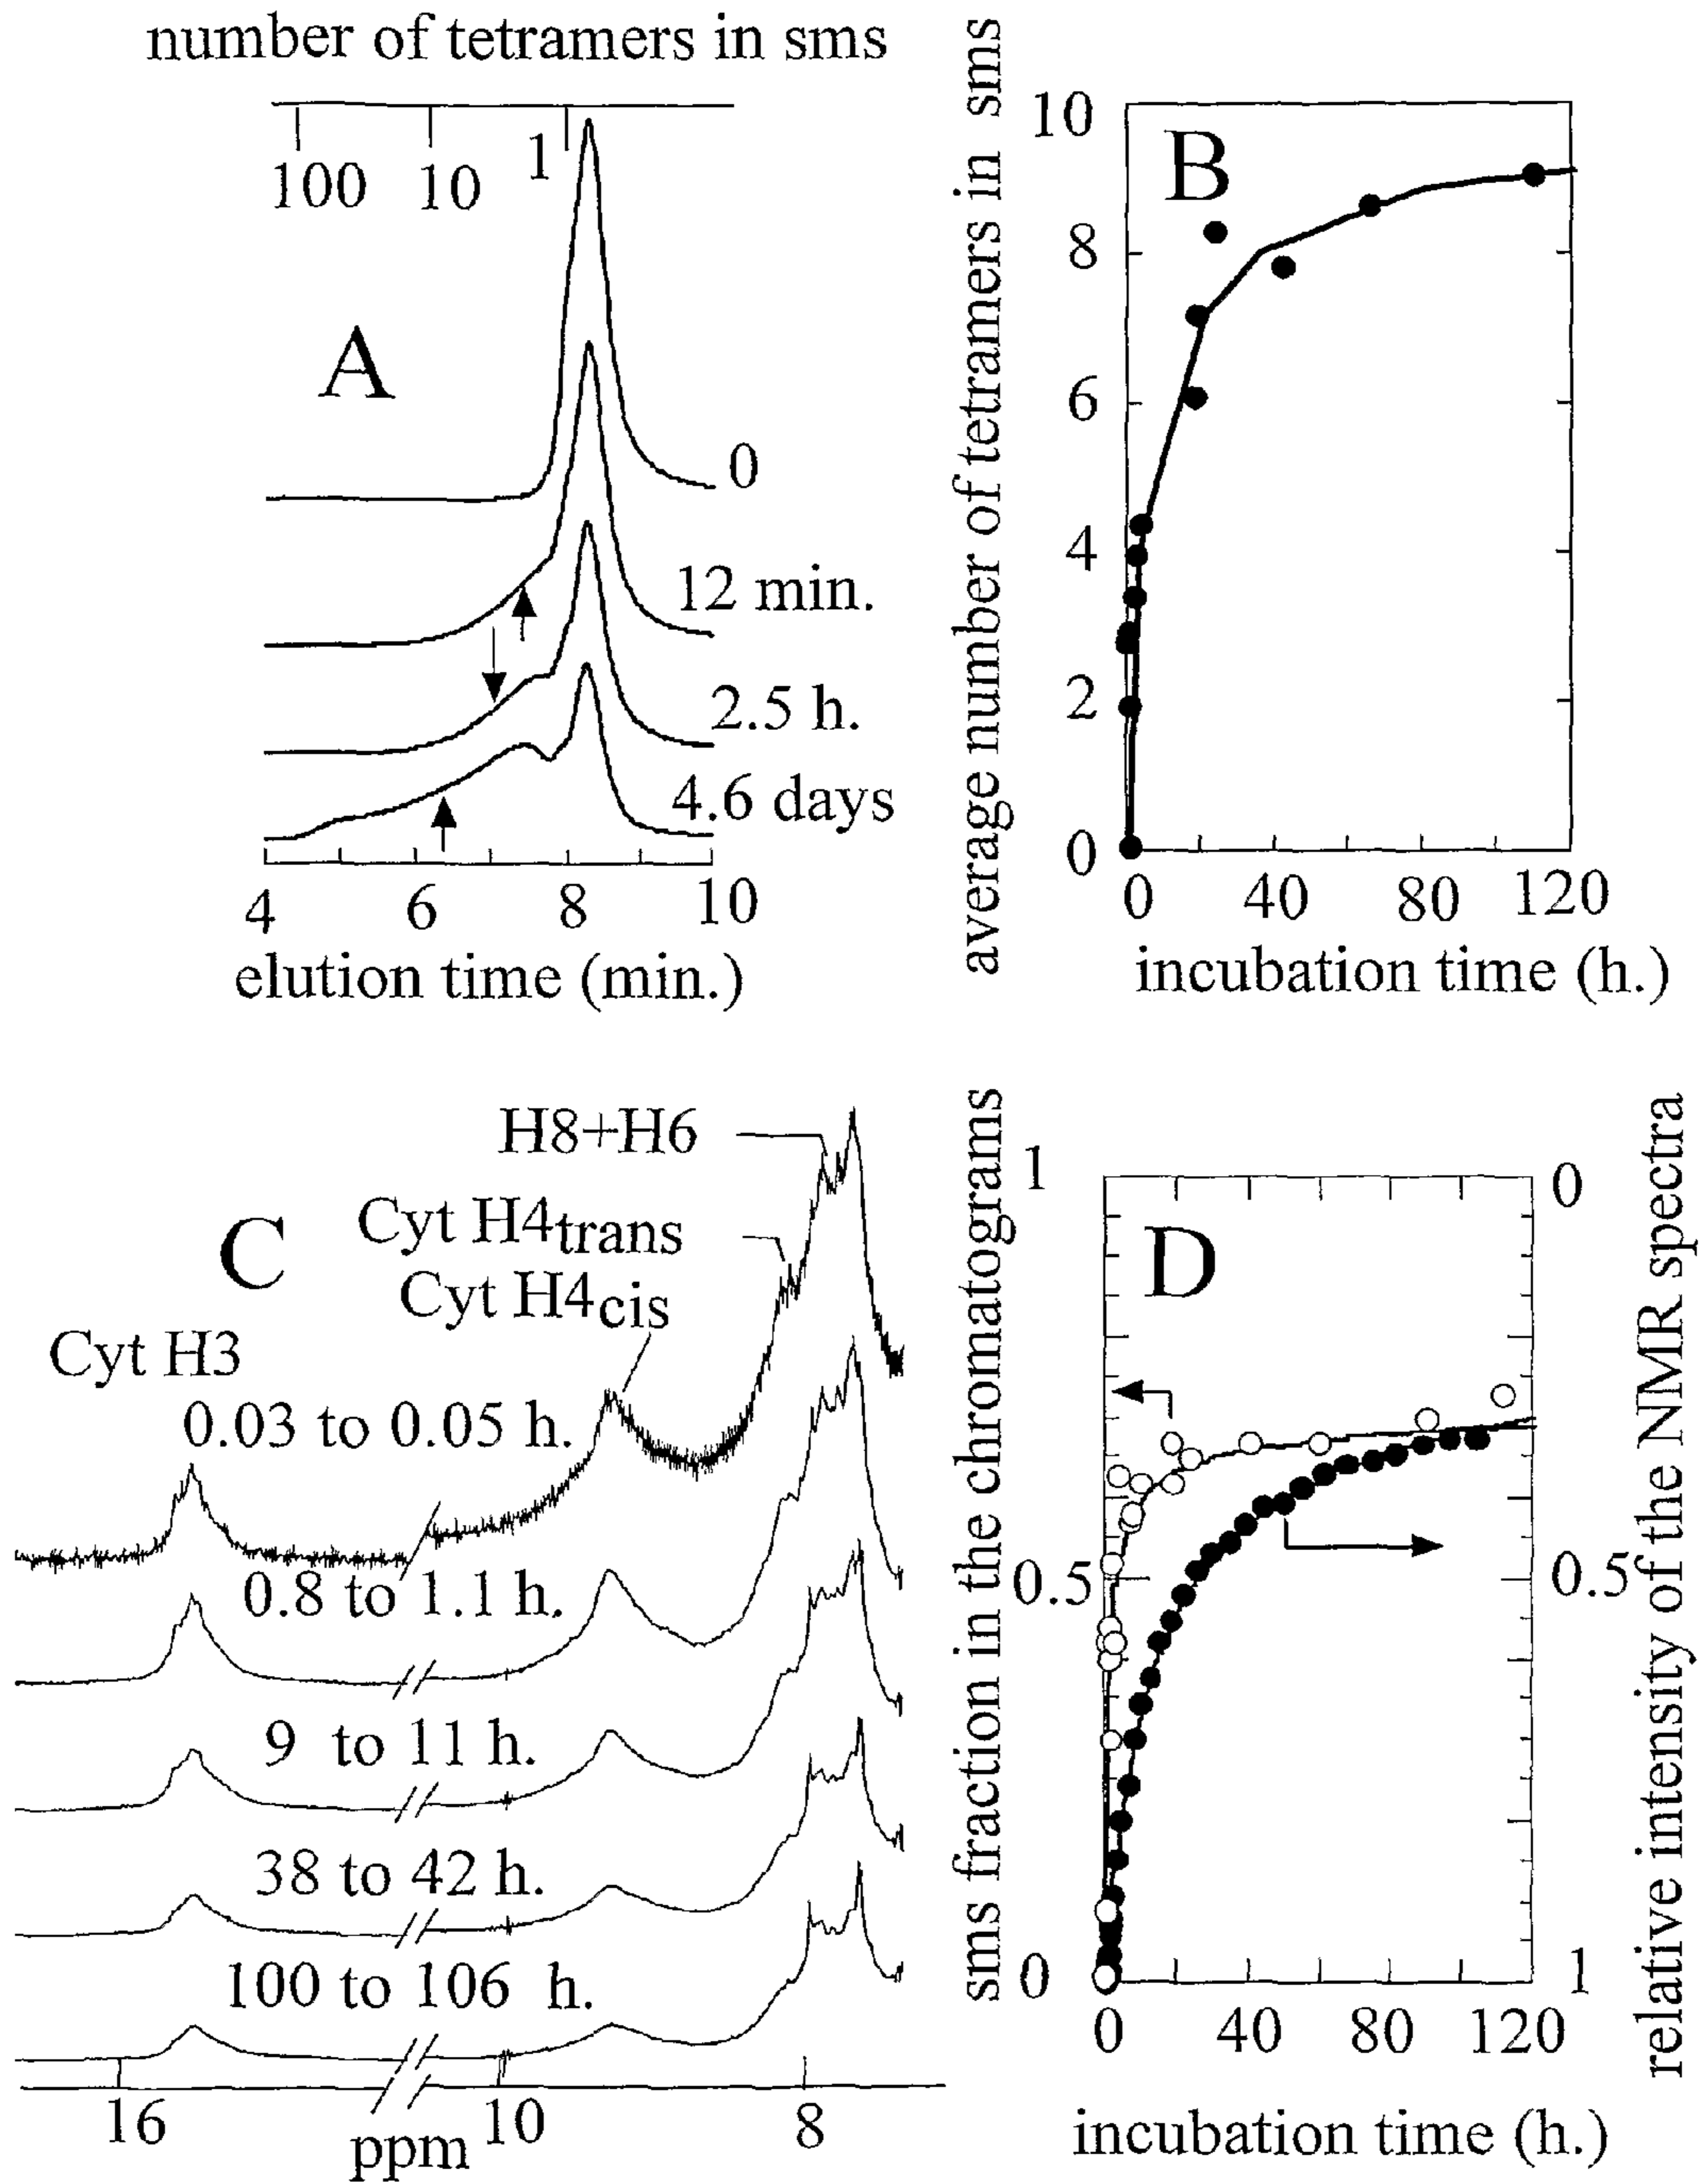 number of tetramers in sms
100 10 1
A
0
12 min.
2.5 h.
4.6 days
4 6 8 10
elution time (min.)
average number of tetramers in sms
10
8
6
4
2
0
B
0 40 80 120
incubation time (h.)
C
H8+H6
Cyt H4trans
Cyt H4cis
Cyt H3
0.03 to 0.05 h.
0.8 to 1.1 h.
9 to 11 h.
38 to 42 h.
100 to 106 h.
16 10 8
ppm
sms fraction in the chromatograms
1
0.5
0
D
0
0.5
1
relative intensity of the NMR spectra
0 40 80 120
incubation time (h.)